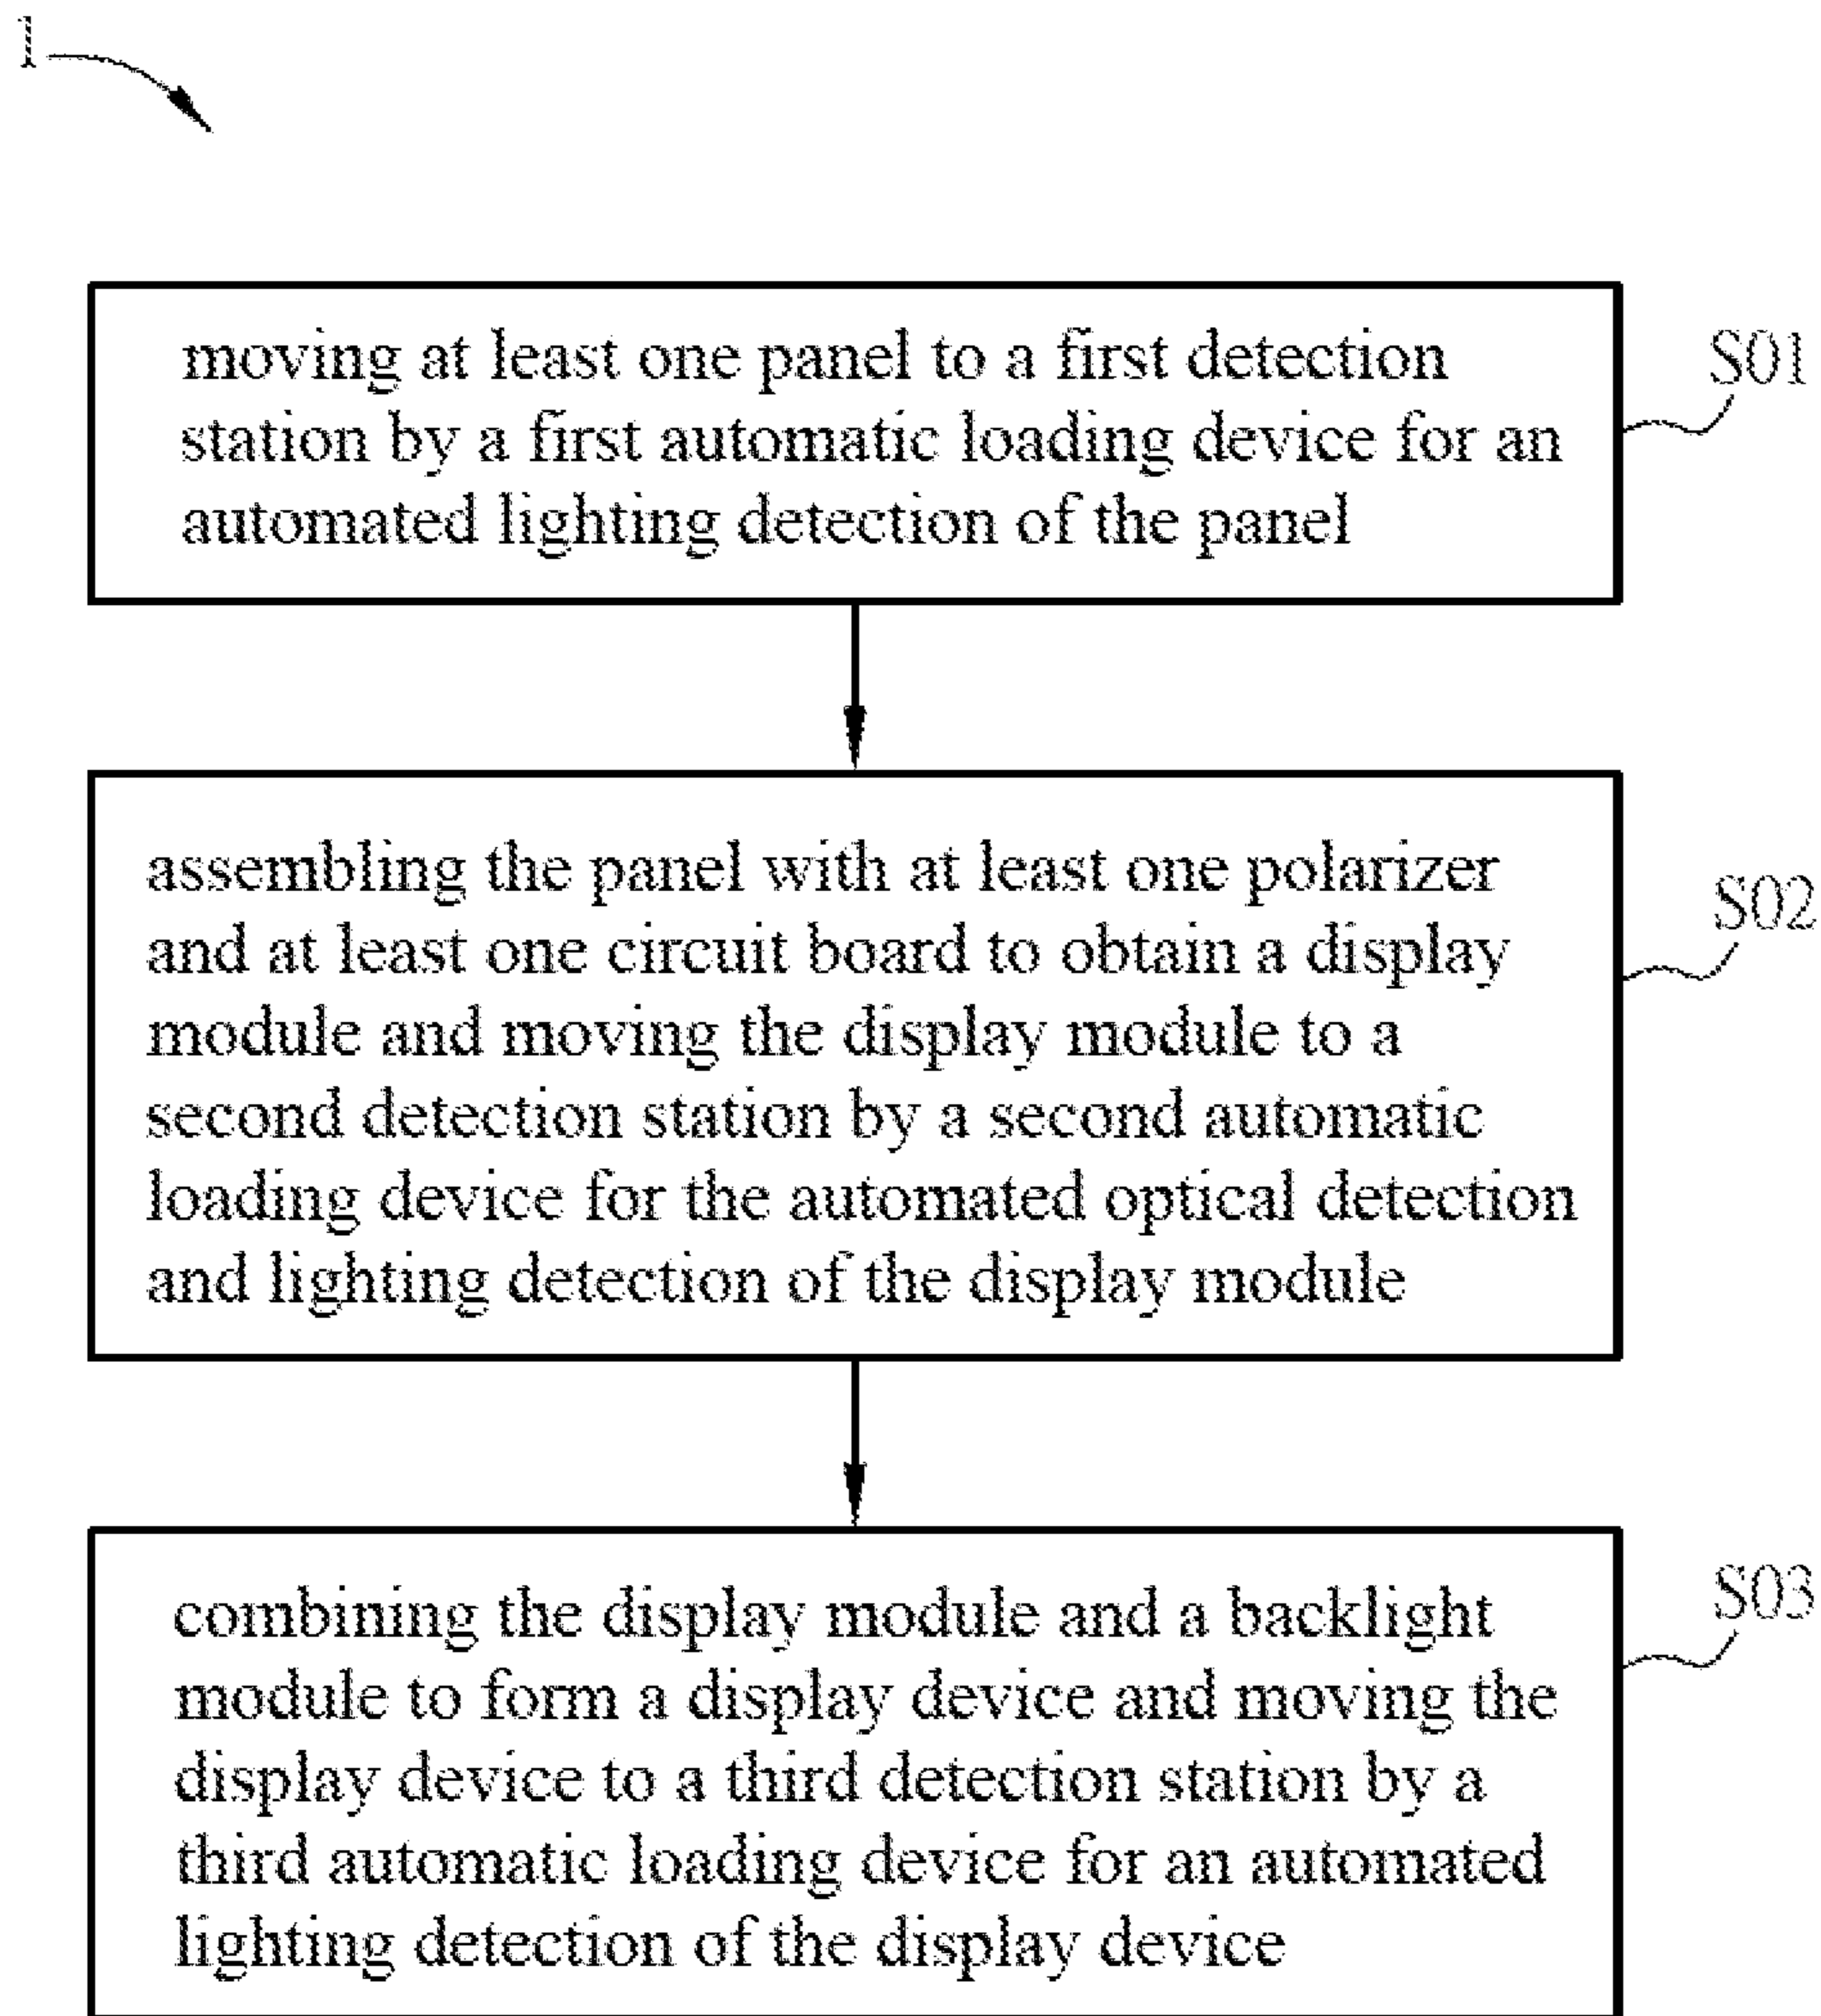 1
moving at least one panel to a first detection
station by a first automatic loading device for an
automated lighting detection of the panel
S01
assembling the panel with at least one polarizer
and at least one circuit board to obtain a display
module and moving the display module to a
second detection station by a second automatic
loading device for the automated optical detection
and lighting detection of the display module
S02
combining the display module and a backlight
module to form a display device and moving the
display device to a third detection station by a
third automatic loading device for an automated
lighting detection of the display device
S03